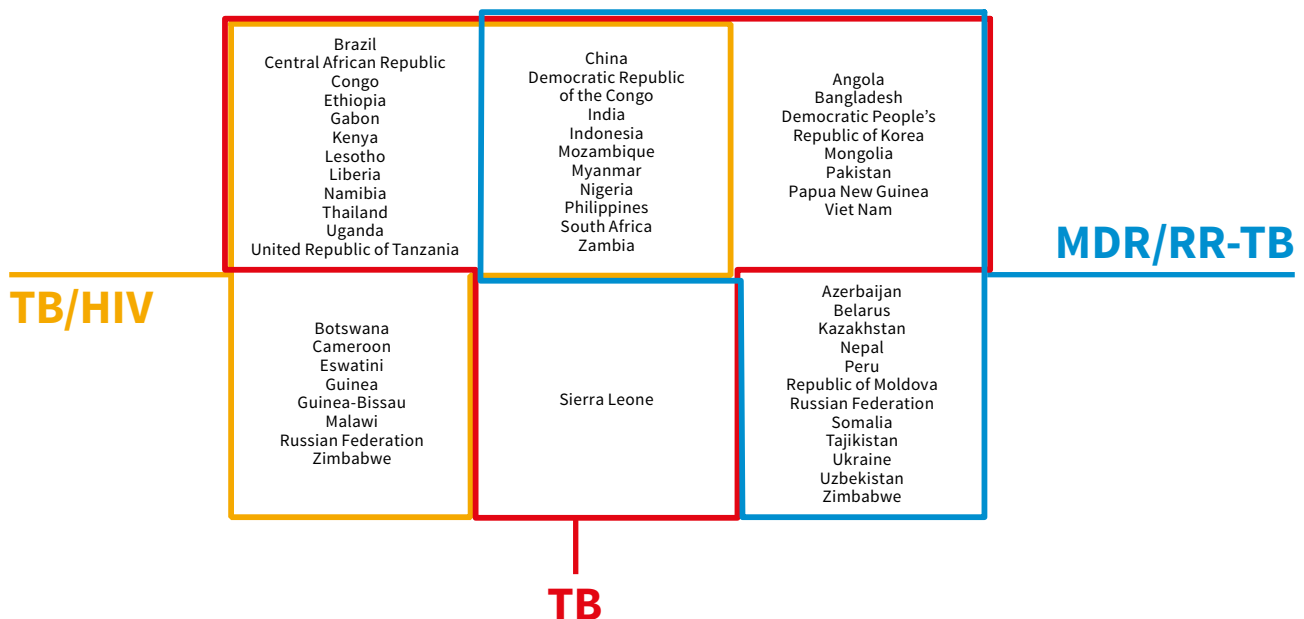 Brazil
Central African Republic
Congo
Ethiopia
Gabon
Kenya
Lesotho
Liberia
Namibia
Thailand
Uganda
United Republic of Tanzania
China
Democratic Republic
of the Congo
India
Indonesia
Mozambique
Myanmar
Nigeria
Philippines
South Africa
Zambia
Angola
Bangladesh
Democratic People’s
Republic of Korea
Mongolia
Pakistan
Papua New Guinea
Viet Nam
MDR/RR-TB
TB/HIV
Botswana
Cameroon
Eswatini
Guinea
Guinea-Bissau
Malawi
Russian Federation
Zimbabwe
Sierra Leone
Azerbaijan
Belarus
Kazakhstan
Nepal
Peru
Republic of Moldova
Russian Federation
Somalia
Tajikistan
Ukraine
Uzbekistan
Zimbabwe
TB